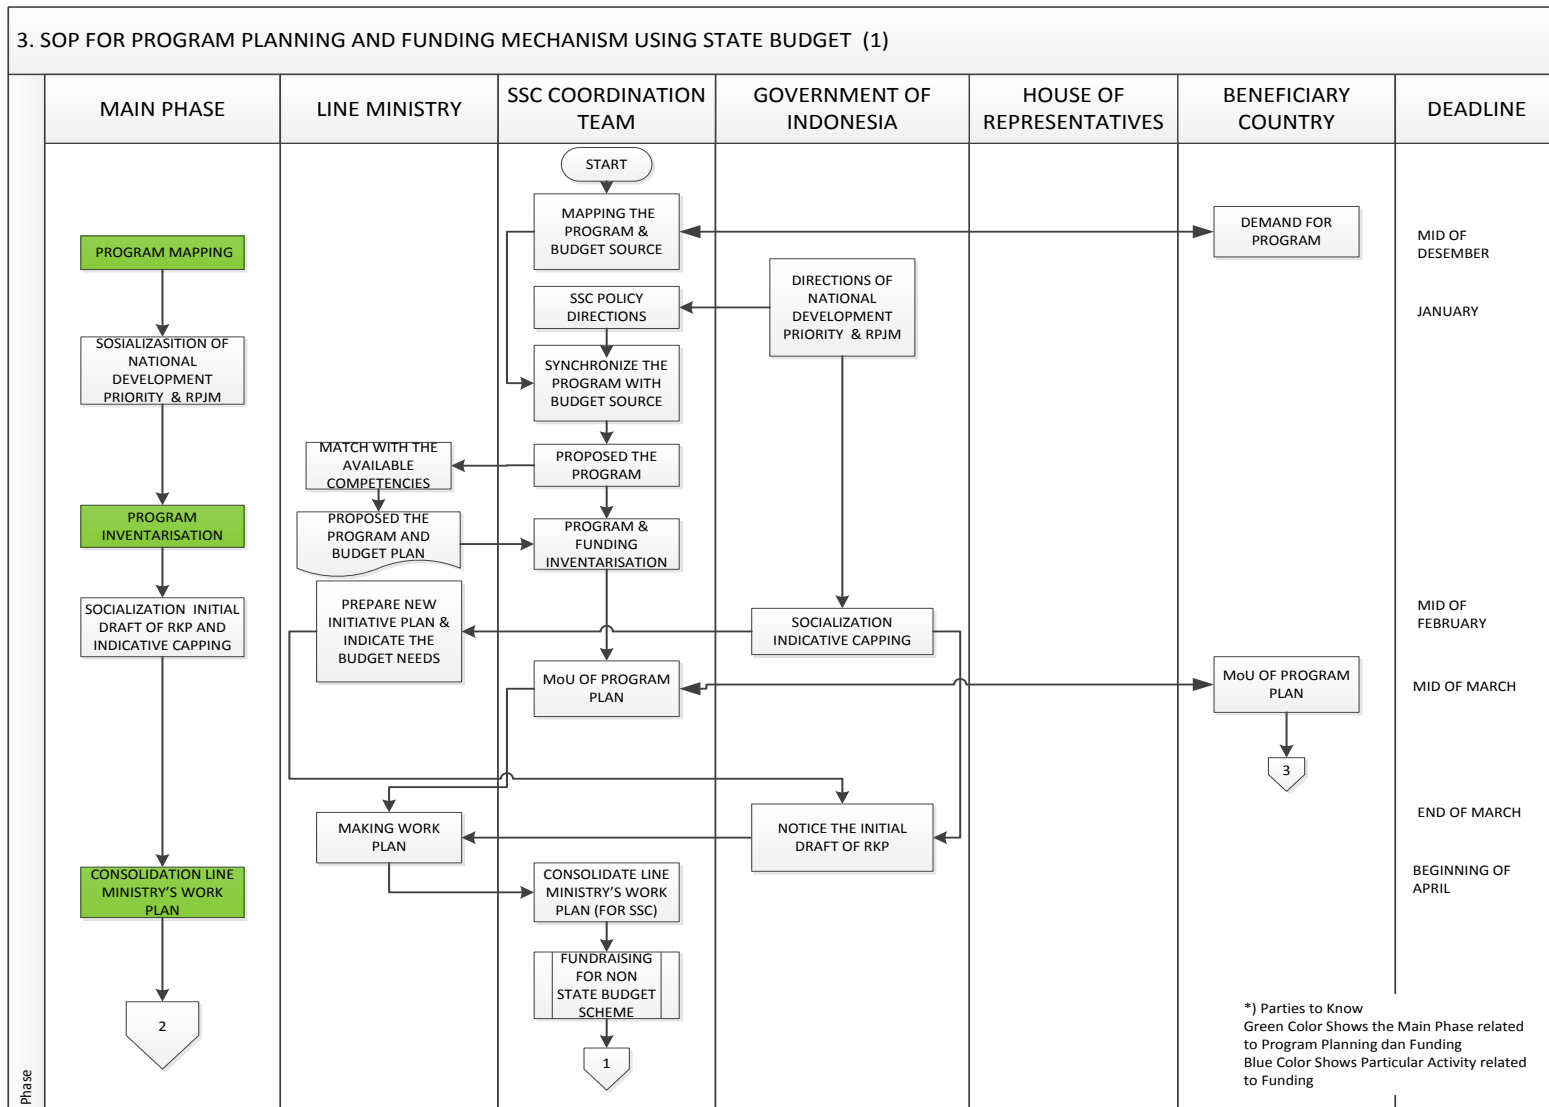 3. SOP FOR PROGRAM PLANNING AND FUNDING MECHANISM USING STATE BUDGET (1)
MAIN PHASE
LINE MINISTRY
SSC COORDINATION
TEAM
GOVERNMENT OF
INDONESIA
HOUSE OF
REPRESENTATIVES
BENEFICIARY
COUNTRY
DEADLINE
Phase
PROGRAM MAPPING
SOSIALIZASITION OF
NATIONAL
DEVELOPMENT
PRIORITY & RPJM
PROGRAM
INVENTARISATION
SOCIALIZATION INITIAL
DRAFT OF RKP AND
INDICATIVE CAPPING
CONSOLIDATION LINE
MINISTRY'S WORK
PLAN
2
MATCH WITH THE
AVAILABLE
COMPETENCIES
PROPOSED THE
PROGRAM AND
BUDGET PLAN
PREPARE NEW
INITIATIVE PLAN &
INDICATE THE
BUDGET NEEDS
MAKING WORK
PLAN
START
MAPPING THE
PROGRAM &
BUDGET SOURCE
SSC POLICY
DIRECTIONS
SYNCHRONIZE THE
PROGRAM WITH
BUDGET SOURCE
PROPOSED THE
PROGRAM
PROGRAM &
FUNDING
INVENTARISATION
MoU OF PROGRAM
PLAN
CONSOLIDATE LINE
MINISTRY'S WORK
PLAN (FOR SSC)
FUNDRAISING
FOR NON
STATE BUDGET
SCHEME
1
DIRECTIONS OF
NATIONAL
DEVELOPMENT
PRIORITY & RPJM
SOCIALIZATION
INDICATIVE CAPPING
NOTICE THE INITIAL
DRAFT OF RKP
DEMAND FOR
PROGRAM
MoU OF PROGRAM
PLAN
3
MID OF
DESEMBER
JANUARY
MID OF
FEBRUARY
MID OF MARCH
END OF MARCH
BEGINNING OF
APRIL
*) Parties to Know
Green Color Shows the Main Phase related
to Program Planning dan Funding
Blue Color Shows Particular Activity related
to Funding